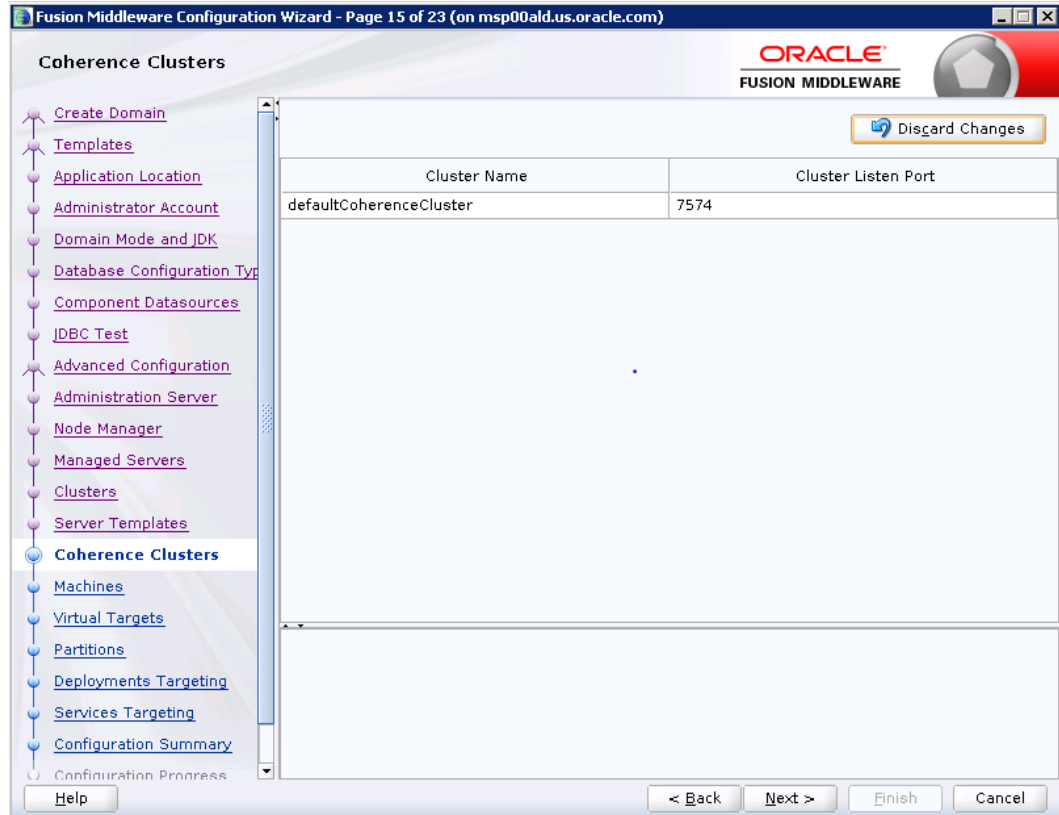 Fusion Middleware Configuration Wizard - Page 15 of 23 (on msp00ald.us.oracle.com)
Coherence Clusters
ORACLE
FUSION MIDDLEWARE
Create Domain
Templates
Application Location
Administrator Account
Domain Mode and JDK
Database Configuration Typ
Component Datasources
JDBC Test
Advanced Configuration
Administration Server
Node Manager
Managed Servers
Clusters
Server Templates
Coherence Clusters
Machines
Virtual Targets
Partitions
Deployments Targeting
Services Targeting
Configuration Summary
Configuration Progress
Discard Changes
Cluster Name Cluster Listen Port
defaultCoherenceCluster 7574
Help < Back Next > Finish Cancel